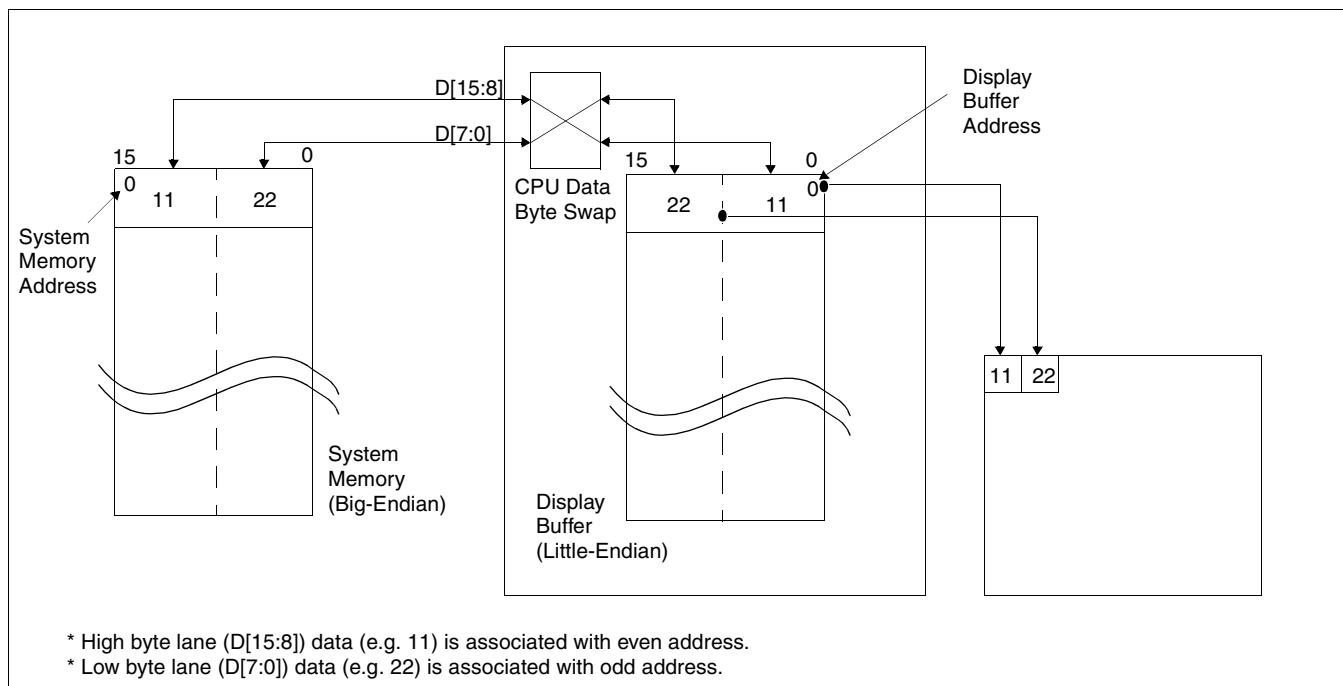 D[15:8]
D[7:0]
Display
Buffer
Address
15
0
0
11
22
System
Memory
Address
CPU Data
Byte Swap
15
0
0
22
11
11
22
System
Memory
(Big-Endian)
Display
Buffer
(Little-Endian)
* High byte lane (D[15:8]) data (e.g. 11) is associated with even address.
* Low byte lane (D[7:0]) data (e.g. 22) is associated with odd address.